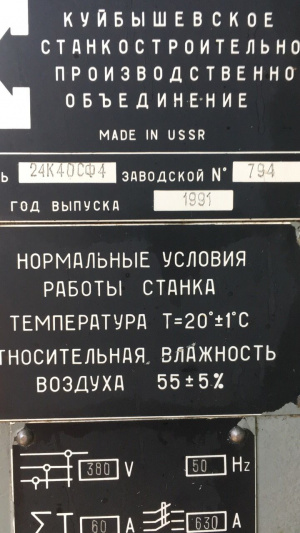 КУЙБЫШЕВСКОЕ
СТАНКОСТРОИТЕЛЬНО
ПРОИЗВОДСТВЕННО
ОБЪЕДИНЕНИЕ
MADE IN USSR
Ь 24К40СФ4 ЗАВОДСКОЙ N° 794
ГОД ВЫПУСКА 1991
НОРМАЛЬНЫЕ УСЛОВИЯ
РАБОТЫ СТАНКА
ТЕМПЕРАТУРА T=20°±1°C
ТНОСИТЕЛЬНАЯ ВЛАЖНОСТЬ
ВОЗДУХА 55±5%
380 V 50 Hz
ΣI 60 A 630 A